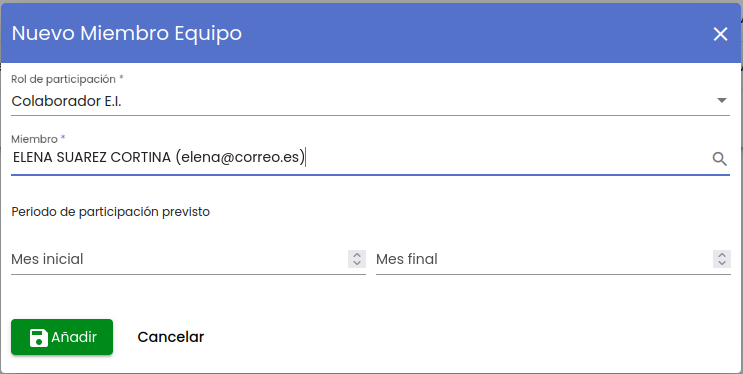 Nuevo Miembro Equipo
Rol de participación *
Colaborador E.I.
Miembro *
ELENA SUAREZ CORTINA (elena@correo.es)
Periodo de participación previsto
Mes inicial
Mes final
Añadir
Cancelar